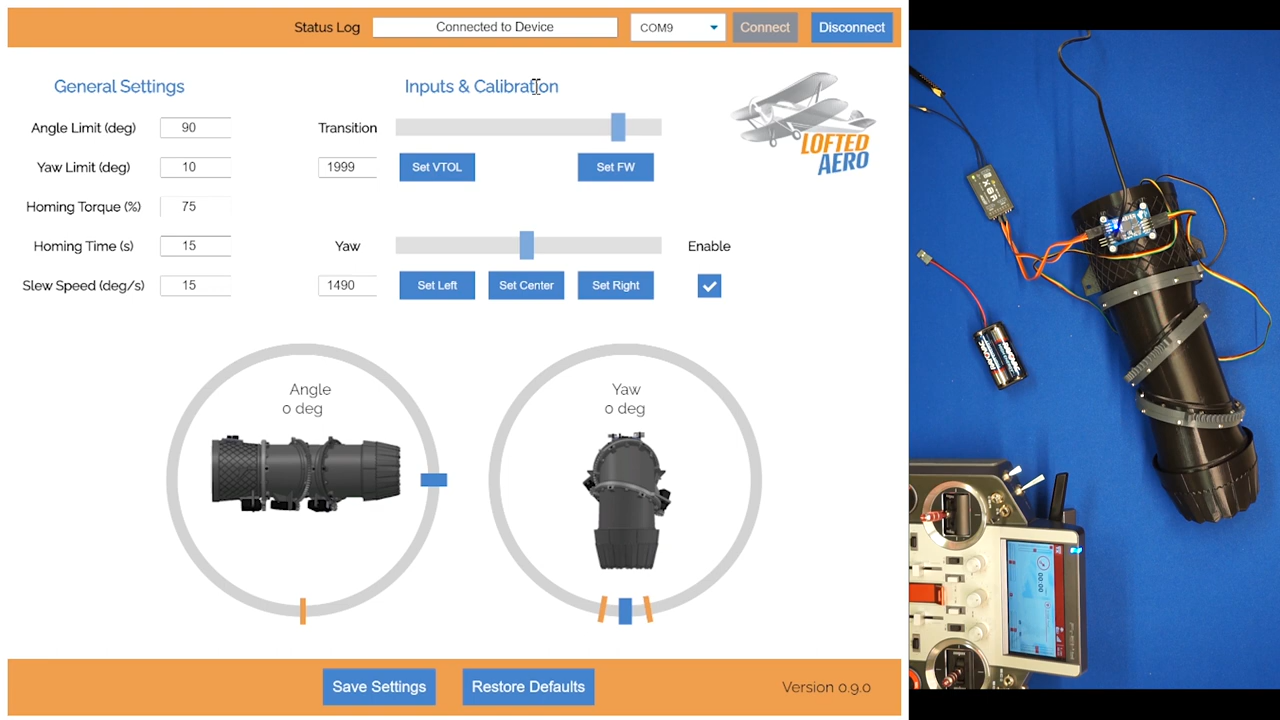 Status Log
Connected to Device
COM9
Connect
Disconnect
General Settings
Angle Limit (deg)
90
Yaw Limit (deg)
10
Homing Torque (%)
75
Homing Time (s)
15
Slew Speed (deg/s)
15
Inputs & Calibration
Transition
1999
Set VTOL
Set FW
Yaw
1490
Enable
Set Left
Set Center
Set Right
LOFTED
AERO
Angle
0 deg
Yaw
0 deg
Save Settings
Restore Defaults
Version 0.9.0
X8R
00:00